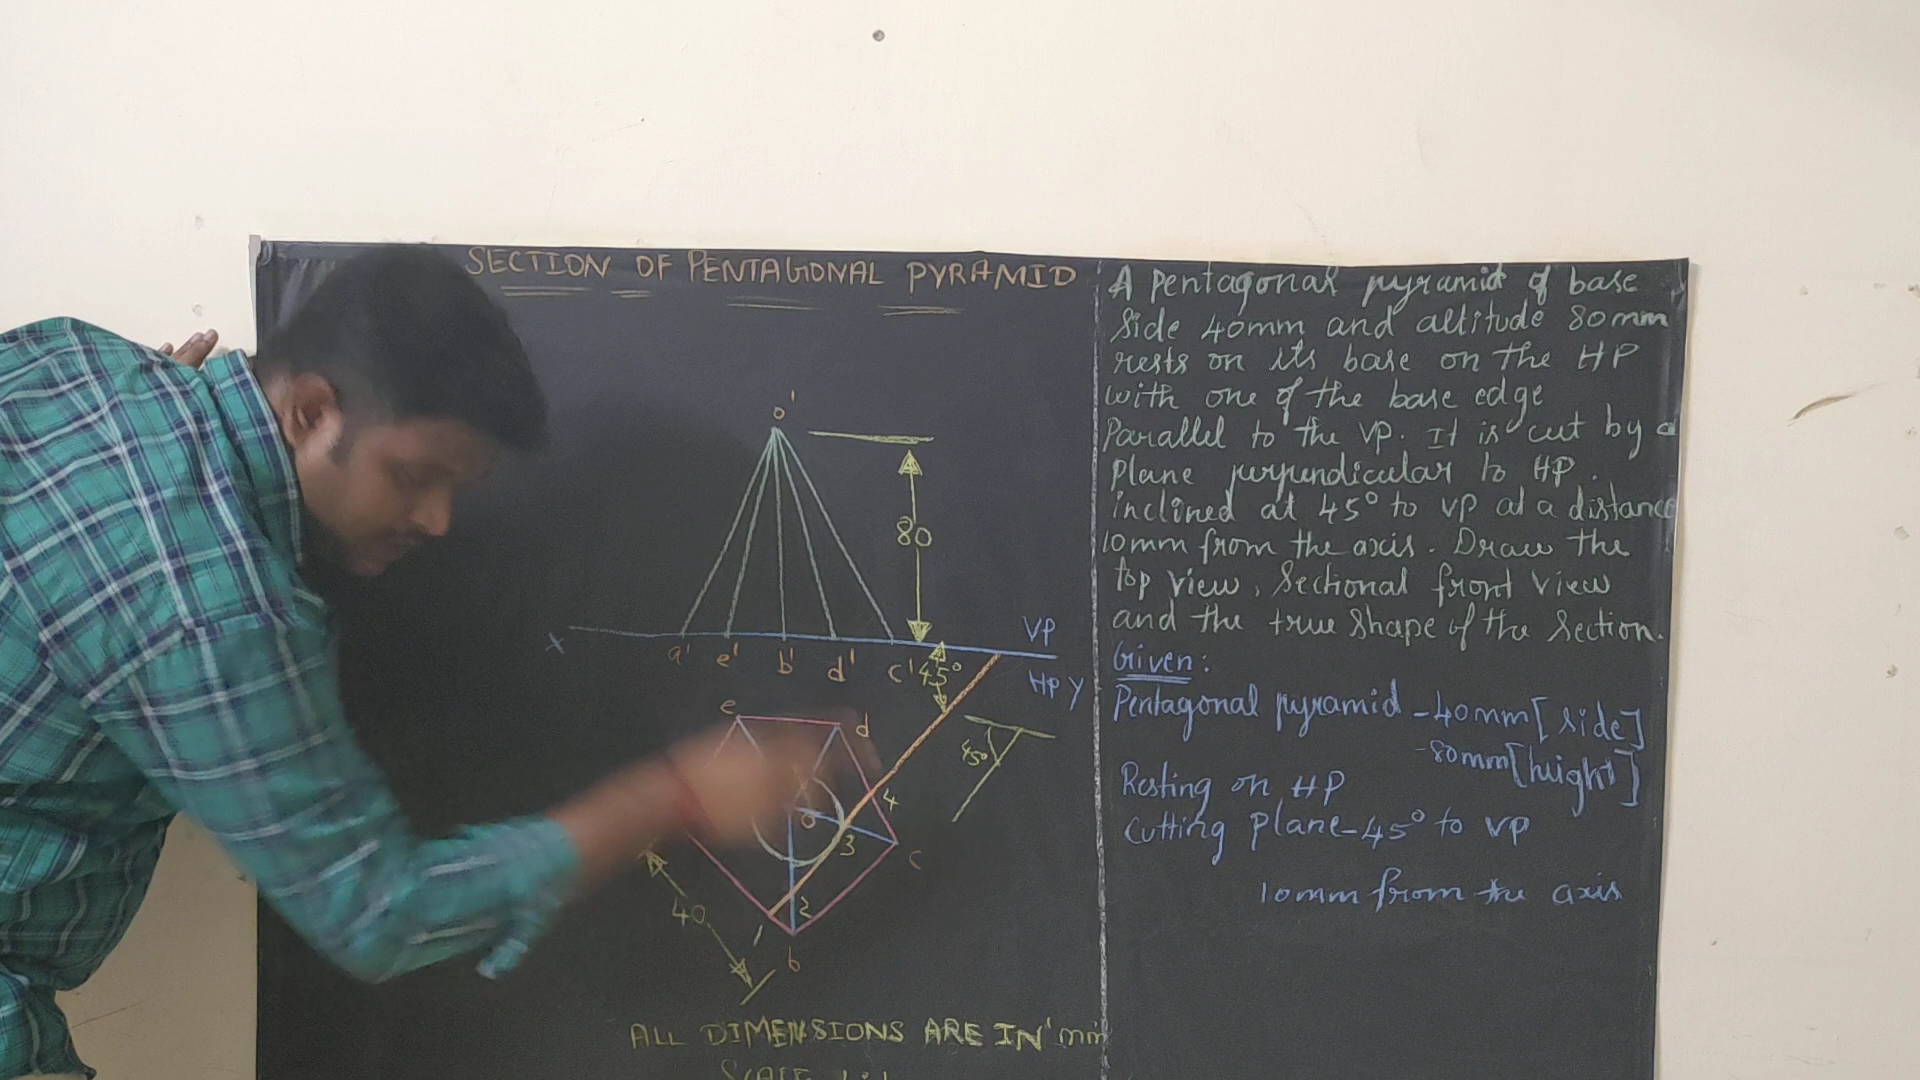 SECTION OF PENTAGONAL PYRAMID
o'
80
X
VP
a' e' b' d' c' 45°
HP Y
e
d
45°
4
o
3
c
40
2
b
ALL DIMENSIONS ARE IN 'mm
A Pentagonal pyramid of base
Side 40mm and altitude 80mm
rests on its base on the HP
with one of the base edge
Parallel to the VP. It is cut by a
Plane perpendicular to HP.
inclined at 45° to VP at a distance
10mm from the axis. Draw the
top view, Sectional front view
and the true Shape of the Section.
Given:
Pentagonal pyramid -40mm[side]
-80mm[height]
Resting on HP
Cutting Plane-45° to VP
10mm from the axis